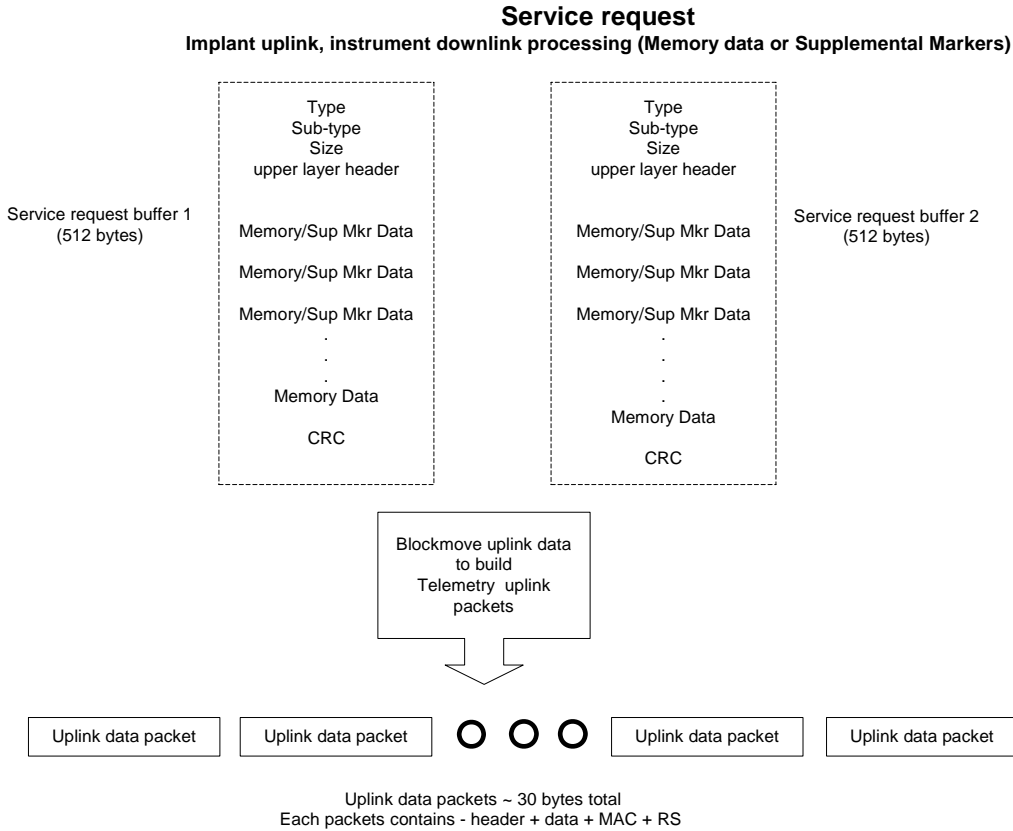 Service request
Implant uplink, instrument downlink processing (Memory data or Supplemental Markers)
Service request buffer 1
(512 bytes)
Type
Sub-type
Size
upper layer header
Memory/Sup Mkr Data
Memory/Sup Mkr Data
Memory/Sup Mkr Data
.
.
.
Memory Data
CRC
Type
Sub-type
Size
upper layer header
Memory/Sup Mkr Data
Memory/Sup Mkr Data
Memory/Sup Mkr Data
.
.
.
.
Memory Data
CRC
Service request buffer 2
(512 bytes)
Blockmove uplink data
to build
Telemetry uplink
packets
Uplink data packet
Uplink data packet
Uplink data packet
Uplink data packet
Uplink data packets ~ 30 bytes total
Each packets contains - header + data + MAC + RS